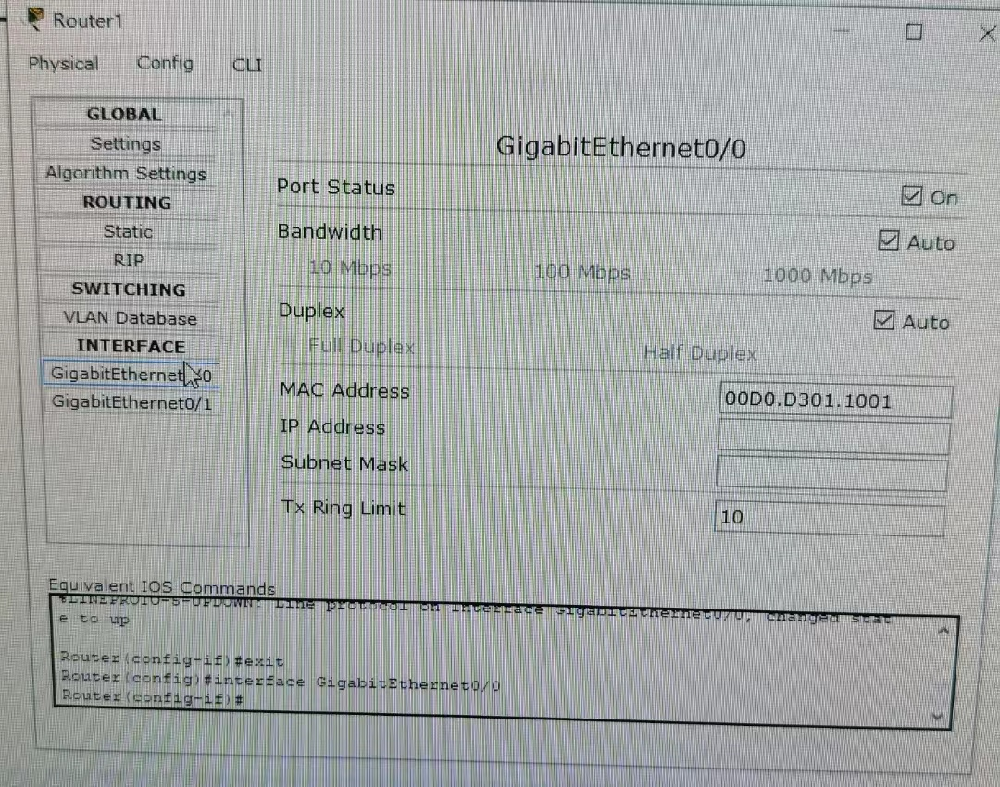 Router1
Physical Config CLI
GLOBAL
Settings
Algorithm Settings
ROUTING
Static
RIP
SWITCHING
VLAN Database
INTERFACE
GigabitEthernet 0
GigabitEthernet0/1
GigabitEthernet0/0
Port Status On
Bandwidth Auto
10 Mbps 100 Mbps 1000 Mbps
Duplex Auto
Full Duplex Half Duplex
MAC Address 00D0.D301.1001
IP Address
Subnet Mask
Tx Ring Limit 10
Equivalent IOS Commands
%LINEPROTO-5-UPDOWN: Line protocol on Interface GigabitEthernet0/0, changed stat
e to up
Router(config-if)#exit
Router(config)#interface GigabitEthernet0/0
Router(config-if)#